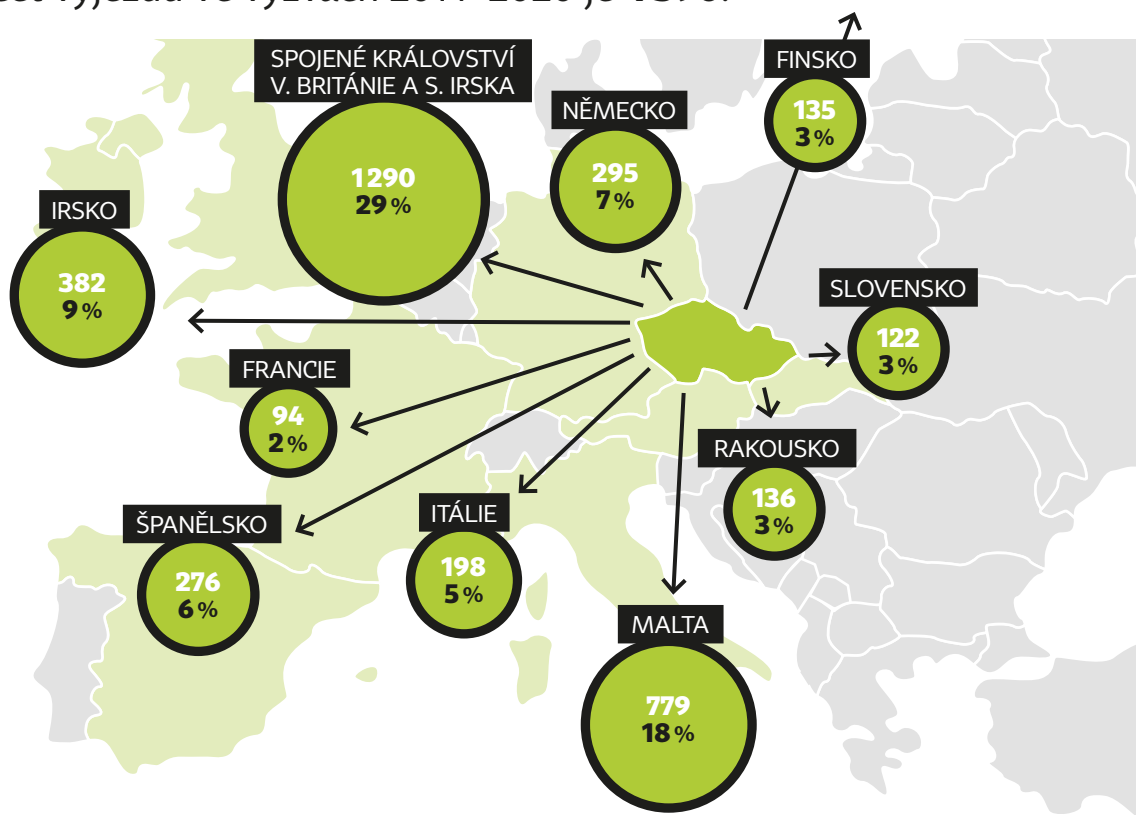 SPOJENÉ KRÁLOVSTVÍ
V. BRITÁNIE A S. IRSKA
1290
29 %
NĚMECKO
295
7 %
FINSKO
135
3 %
IRSKO
382
9 %
SLOVENSKO
122
3 %
FRANCIE
94
2 %
RAKOUSKO
136
3 %
ŠPANĚLSKO
276
6 %
ITÁLIE
198
5 %
MALTA
779
18 %